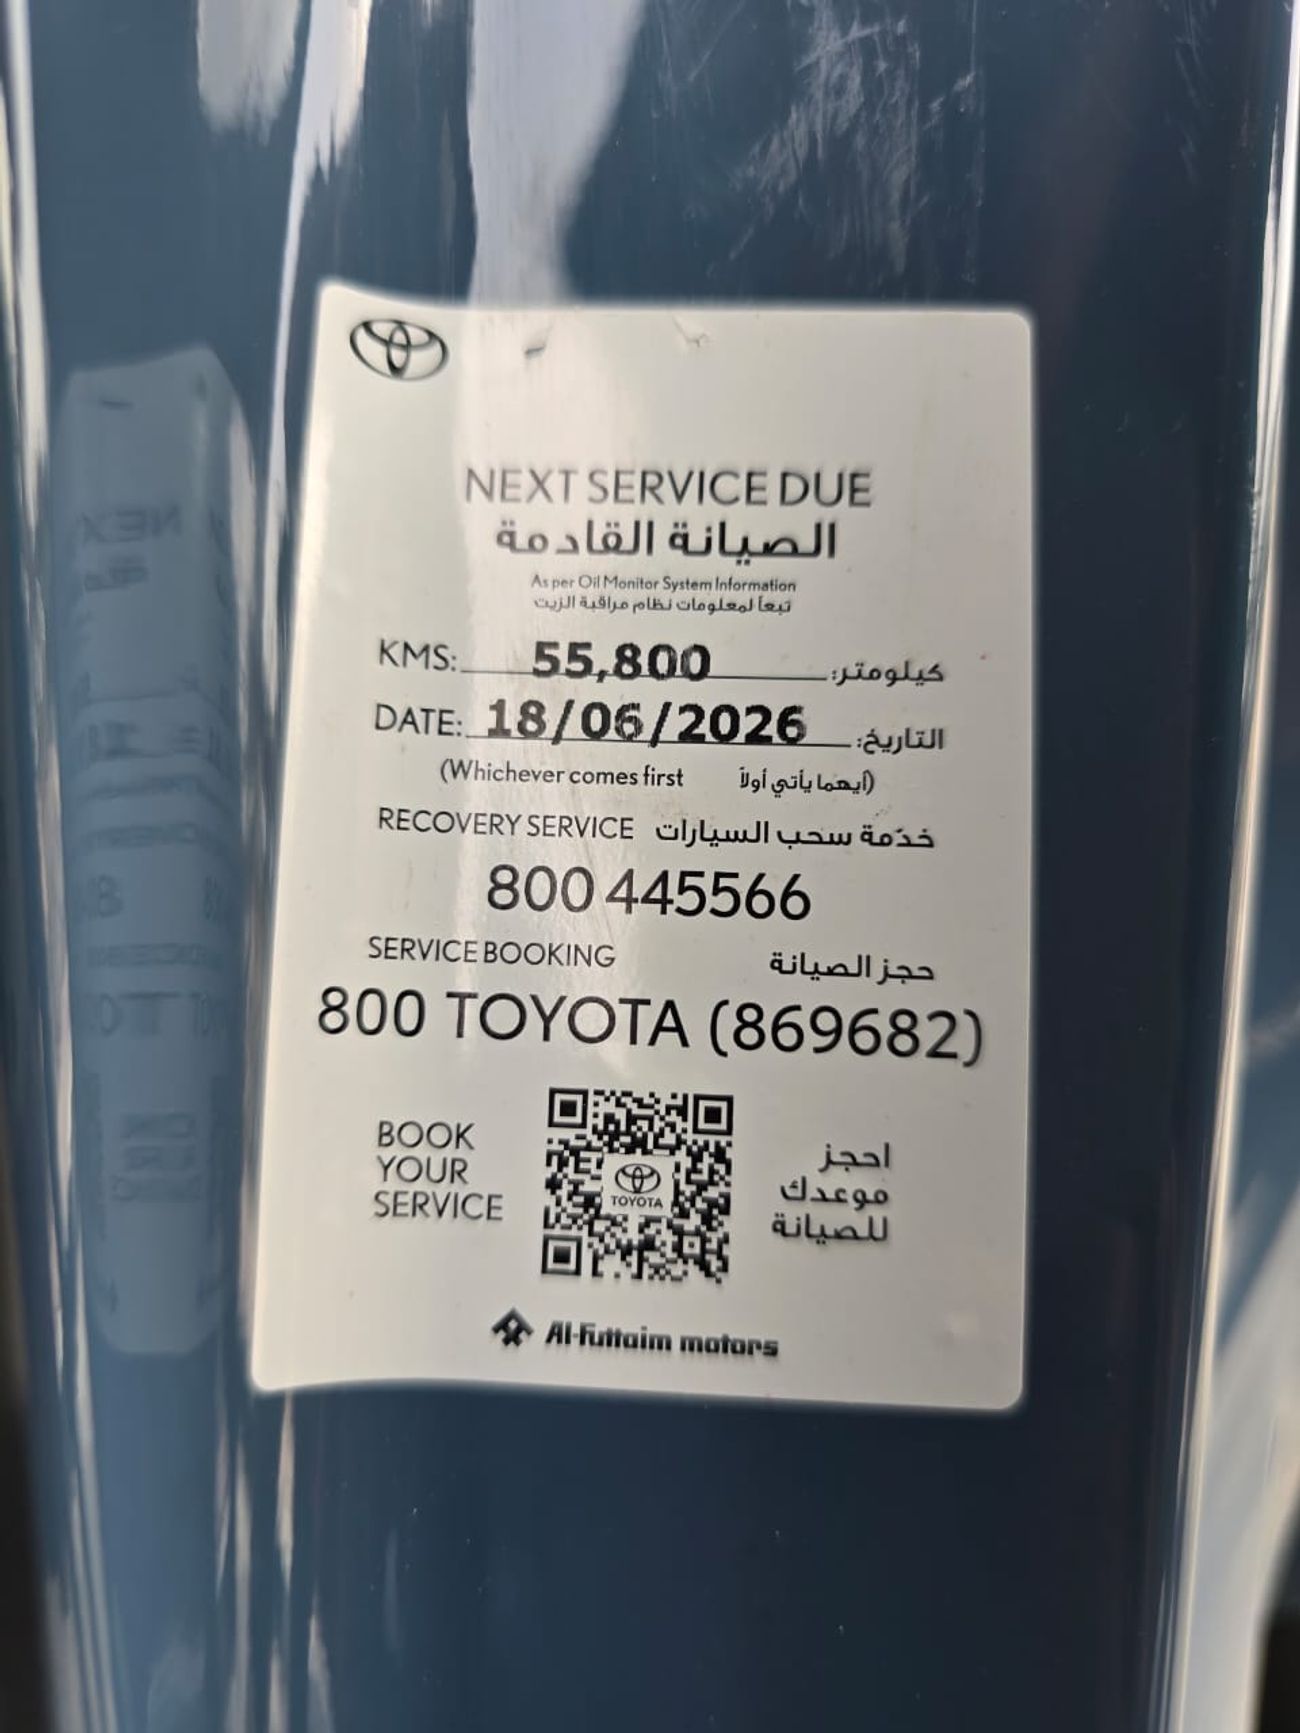 NEXT SERVICE DUE
الصيانة القادمة
As per Oil Monitor System Information
تبعاً لمعلومات نظام مراقبة الزيت
KMS: 55,800 كيلومتر:
DATE: 18/06/2026 التاريخ:
(Whichever comes first أيهما يأتي أولاً)
RECOVERY SERVICE خدمة سحب السيارات
800 445566
SERVICE BOOKING حجز الصيانة
800 TOYOTA (869682)
BOOK
YOUR
SERVICE
TOYOTA
احجز
موعدك
للصيانة
Al-Futtaim motors